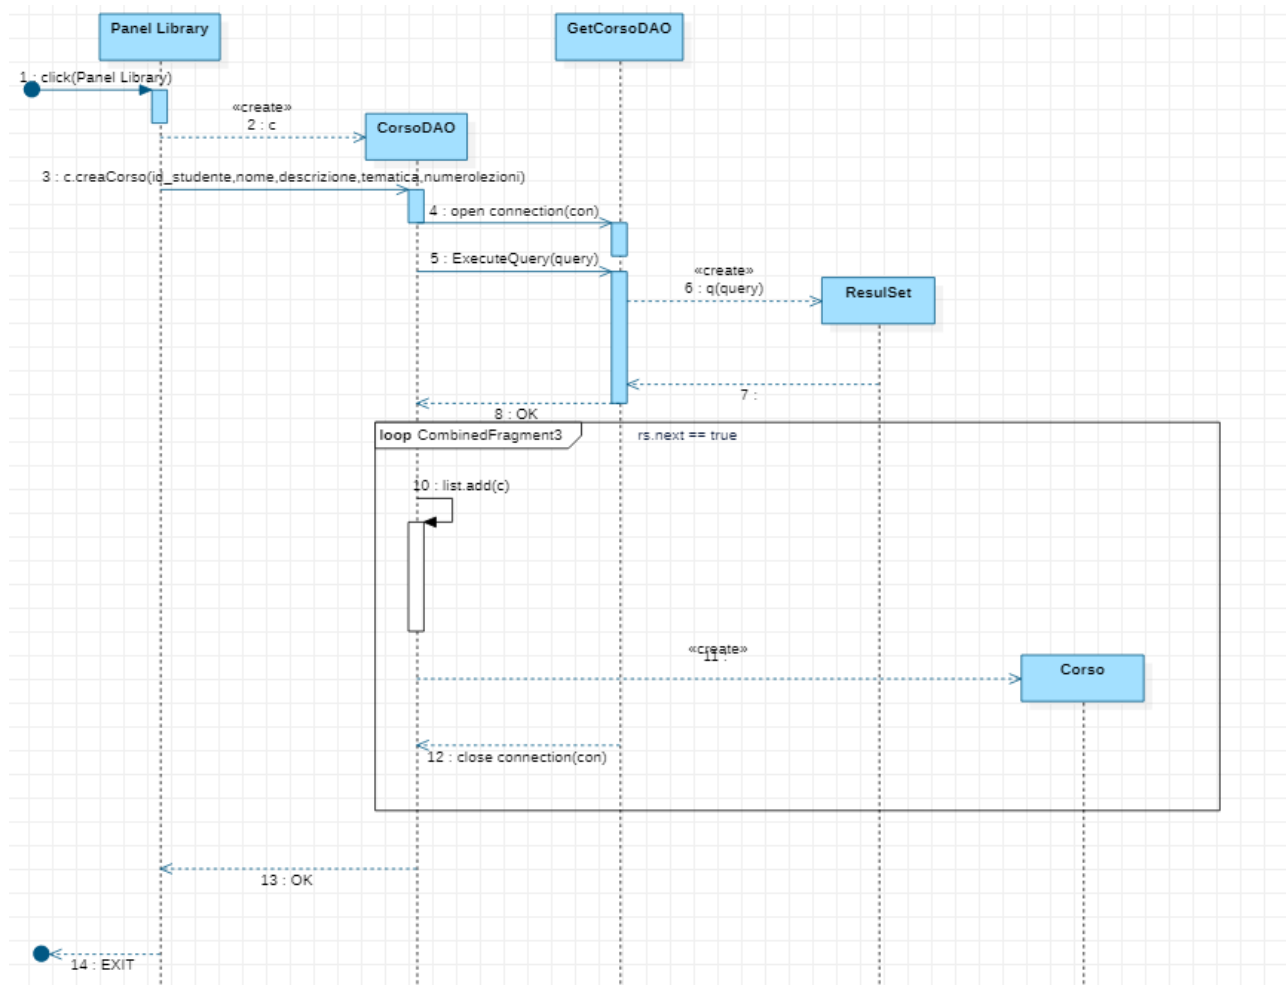 Panel Library
GetCorsoDAO
1 : click(Panel Library)
«create»
2 : c
CorsoDAO
3 : c.creaCorso(id_studente,nome,descrizione,tematica,numerolezioni)
4 : open connection(con)
5 : ExecuteQuery(query)
«create»
6 : q(query)
ResulSet
7 :
8 : OK
loop CombinedFragment3
rs.next == true
10 : list.add(c)
«create»
11 :
Corso
12 : close connection(con)
13 : OK
14 : EXIT